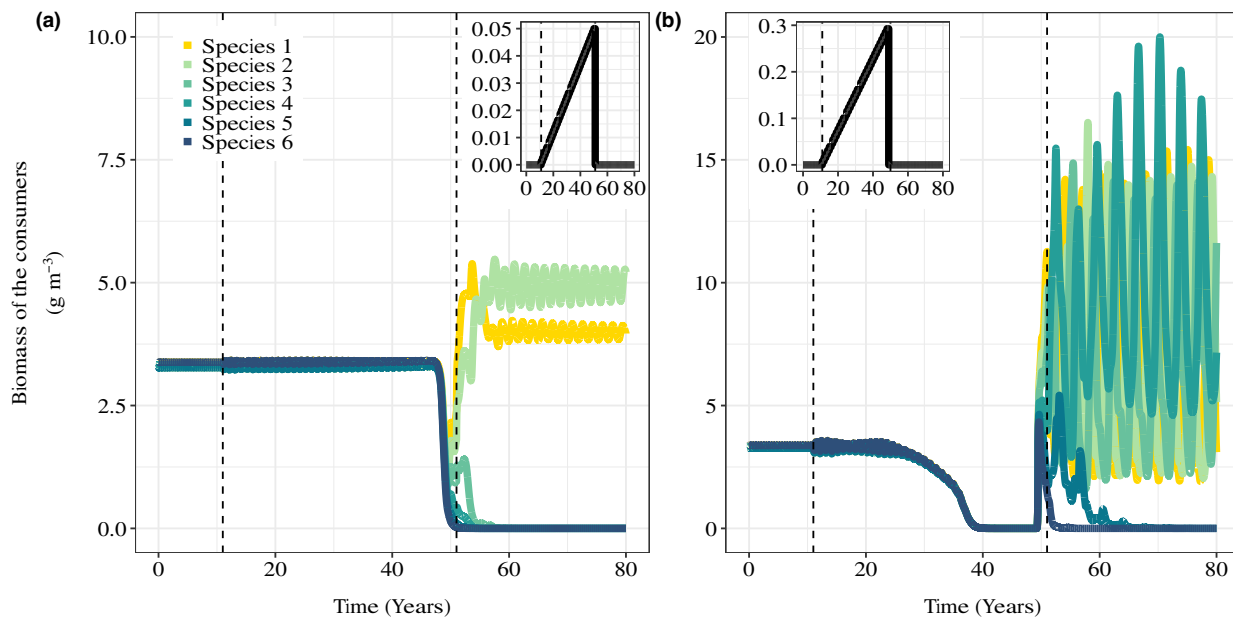 (a)
10.0
7.5
5.0
2.5
0.0
Species 1
Species 2
Species 3
Species 4
Species 5
Species 6
0.05
0.04
0.03
0.02
0.01
0.00
0 20 40 60 80
0 20 40 60 80
Time (Years)
Biomass of the consumers
(g m⁻³)
(b)
20
15
10
5
0
0.3
0.2
0.1
0.0
0 20 40 60 80
0 20 40 60 80
Time (Years)